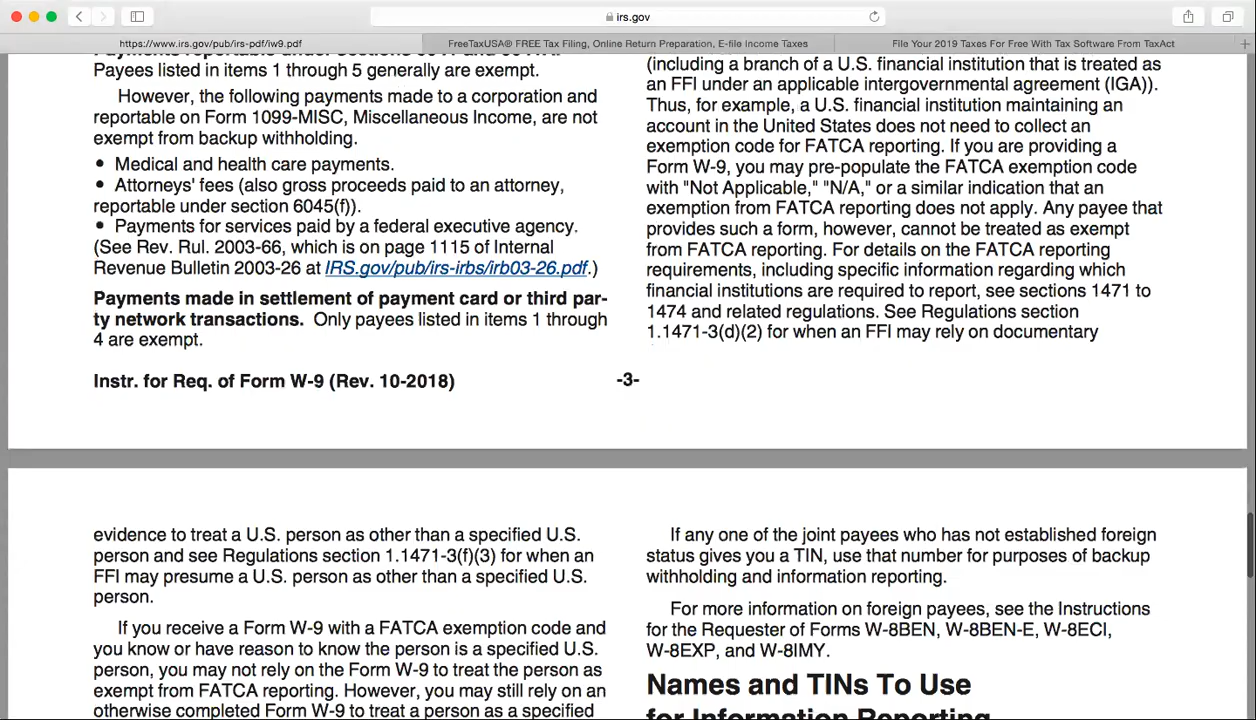 irs.gov
https://www.irs.gov/pub/irs-pdf/iw9.pdf
FreeTaxUSA® FREE Tax Filing, Online Return Preparation, E-file Income Taxes
File Your 2019 Taxes For Free With Tax Software From TaxAct
Payees listed in items 1 through 5 generally are exempt.
However, the following payments made to a corporation and
reportable on Form 1099-MISC, Miscellaneous Income, are not
exempt from backup withholding.
• Medical and health care payments.
• Attorneys' fees (also gross proceeds paid to an attorney,
reportable under section 6045(f)).
• Payments for services paid by a federal executive agency.
(See Rev. Rul. 2003-66, which is on page 1115 of Internal
Revenue Bulletin 2003-26 at IRS.gov/pub/irs-irbs/irb03-26.pdf.)
Payments made in settlement of payment card or third par-
ty network transactions. Only payees listed in items 1 through
4 are exempt.
(including a branch of a U.S. financial institution that is treated as
an FFI under an applicable intergovernmental agreement (IGA)).
Thus, for example, a U.S. financial institution maintaining an
account in the United States does not need to collect an
exemption code for FATCA reporting. If you are providing a
Form W-9, you may pre-populate the FATCA exemption code
with "Not Applicable," "N/A," or a similar indication that an
exemption from FATCA reporting does not apply. Any payee that
provides such a form, however, cannot be treated as exempt
from FATCA reporting. For details on the FATCA reporting
requirements, including specific information regarding which
financial institutions are required to report, see sections 1471 to
1474 and related regulations. See Regulations section
1.1471-3(d)(2) for when an FFI may rely on documentary
Instr. for Req. of Form W-9 (Rev. 10-2018)
-3-
evidence to treat a U.S. person as other than a specified U.S.
person and see Regulations section 1.1471-3(f)(3) for when an
FFI may presume a U.S. person as other than a specified U.S.
person.
If you receive a Form W-9 with a FATCA exemption code and
you know or have reason to know the person is a specified U.S.
person, you may not rely on the Form W-9 to treat the person as
exempt from FATCA reporting. However, you may still rely on an
otherwise completed Form W-9 to treat a person as a specified
If any one of the joint payees who has not established foreign
status gives you a TIN, use that number for purposes of backup
withholding and information reporting.
For more information on foreign payees, see the Instructions
for the Requester of Forms W-8BEN, W-8BEN-E, W-8ECI,
W-8EXP, and W-8IMY.
Names and TINs To Use
for Information Reporting